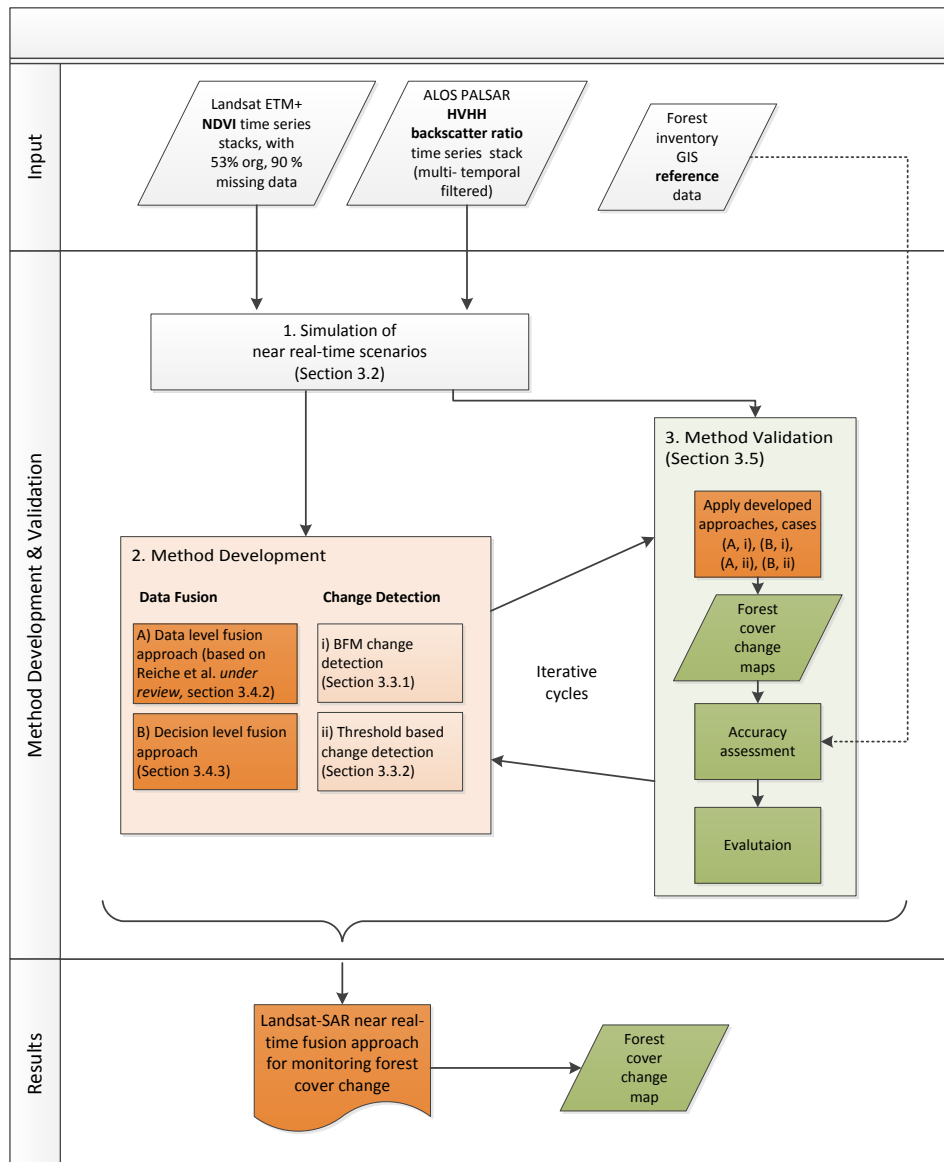 Input
Landsat ETM+
NDVI time series
stacks, with
53% org, 90 %
missing data
ALOS PALSAR
HVHH
backscatter ratio
time series stack
(multi- temporal
filtered)
Forest
inventory
GIS
reference
data
Method Development & Validation
1. Simulation of
near real-time scenarios
(Section 3.2)
2. Method Development
Data Fusion
A) Data level fusion
approach (based on
Reiche et al. under
review, section 3.4.2)
B) Decision level fusion
approach
(Section 3.4.3)
Change Detection
i) BFM change
detection
(Section 3.3.1)
ii) Threshold based
change detection
(Section 3.3.2)
Iterative
cycles
3. Method Validation
(Section 3.5)
Apply developed
approaches, cases
(A, i), (B, i),
(A, ii), (B, ii)
Forest
cover
change
maps
Accuracy
assessment
Evalutaion
Results
Landsat-SAR near real-
time fusion approach
for monitoring forest
cover change
Forest
cover
change
map